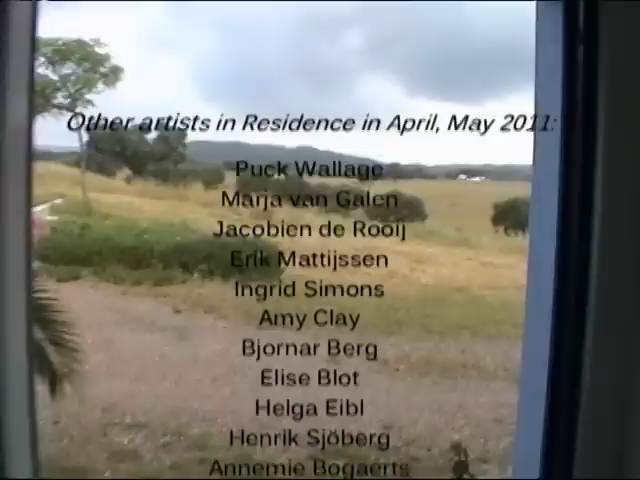 Other artists in Residence in April, May 2011:
Puck Wallage
Marja van Galen
Jacobien de Rooij
Erik Mattijssen
Ingrid Simons
Amy Clay
Bjornar Berg
Elise Blot
Helga Eibl
Henrik Sjöberg
Annemie Bogaerts